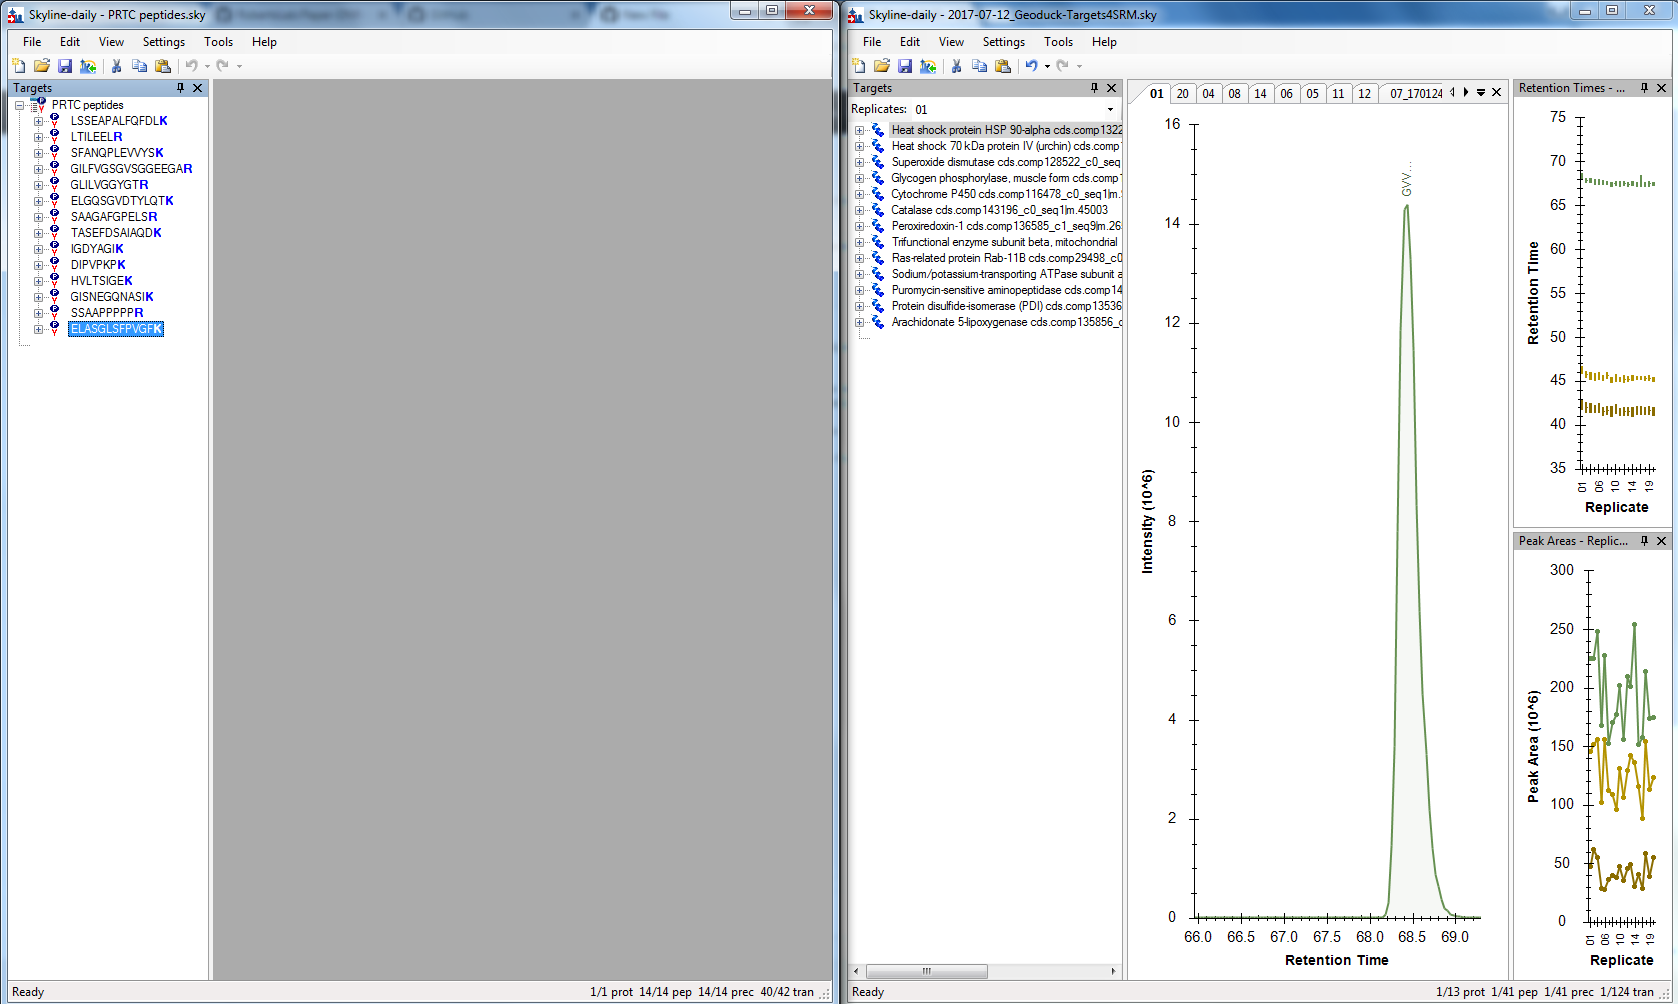 Skyline-daily - PRTC peptides.sky
File Edit View Settings Tools Help
Targets
PRTC peptides
LSSEAPALFQFDLK
LTILEELR
SFANQPLEVVYSK
GILFVGSGVSGGEEGAR
GLILVGGYGTR
ELGQSGVDTYLQTK
SAAGAFGPELSR
TASEFDSAIAQDK
IGDYAGIK
DIPVPKPK
HVLTSIGEK
GISNEGQNASIK
SSAAPPPPPR
ELASGLSFPVGFK
Ready
1/1 prot 14/14 pep 14/14 prec 40/42 tran
Skyline-daily - 2017-07-12_Geoduck-Targets4SRM.sky
File Edit View Settings Tools Help
Targets
Replicates: 01
Heat shock protein HSP 90-alpha cds.comp1322
Heat shock 70 kDa protein IV (urchin) cds.comp1
Superoxide dismutase cds.comp128522_c0_seq
Glycogen phosphorylase, muscle form cds.comp1
Cytochrome P450 cds.comp116478_c0_seq1|m.
Catalase cds.comp143196_c0_seq1|m.45003
Peroxiredoxin-1 cds.comp136585_c1_seq9|m.26
Trifunctional enzyme subunit beta, mitochondrial
Ras-related protein Rab-11B cds.comp29498_c0
Sodium/potassium-transporting ATPase subunit a
Puromycin-sensitive aminopeptidase cds.comp14
Protein disulfide-isomerase (PDI) cds.comp13536
Arachidonate 5-lipoxygenase cds.comp135856_c
01 20 04 08 14 06 05 11 12 07_170124
16
14
12
10
8
6
4
2
0
Intensity (10^6)
GVV...
66.0 66.5 67.0 67.5 68.0 68.5 69.0
Retention Time
Retention Times - ...
75
70
65
60
55
50
45
40
35
Retention Time
01 06 10 14 19
Replicate
Peak Areas - Replic...
300
250
200
150
100
50
0
Peak Area (10^6)
01 06 10 14 19
Replicate
Ready
1/13 prot 1/41 pep 1/41 prec 1/124 tran